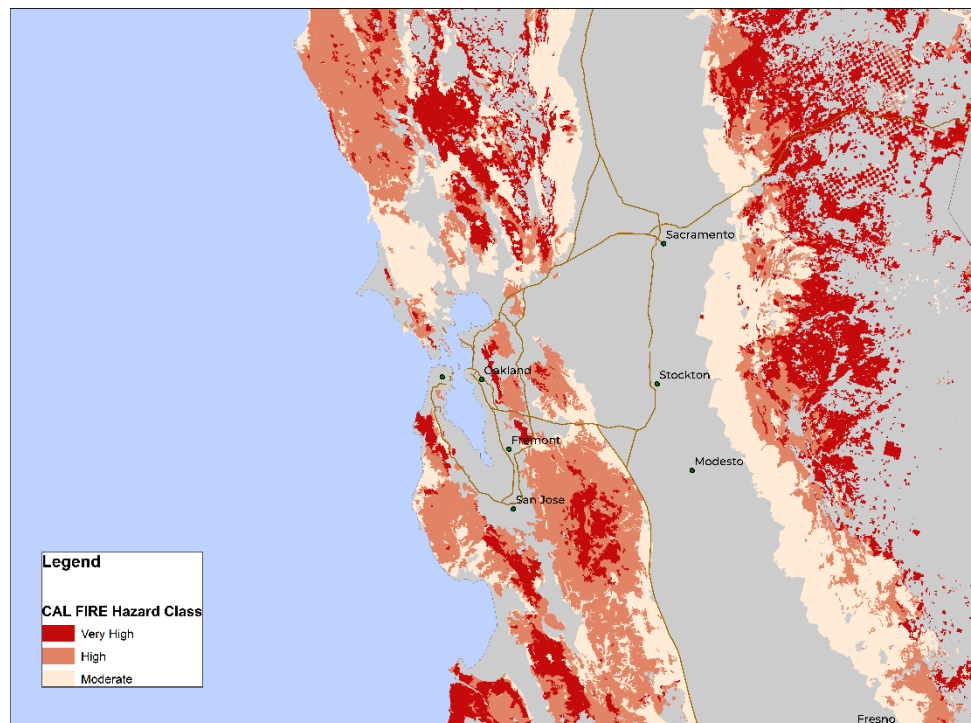 Sacramento
Oakland
Stockton
Fremont
Modesto
San Jose
Legend
CAL FIRE Hazard Class
Very High
High
Moderate
Fresno